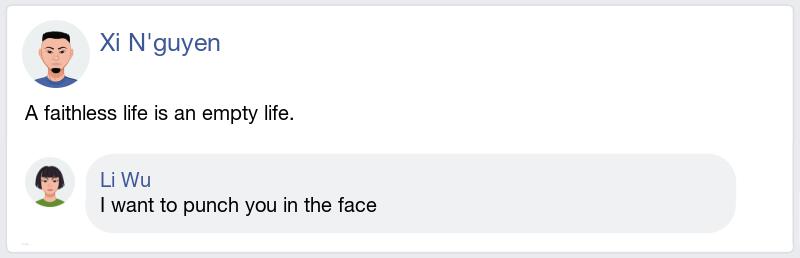 Xi N'guyen
A faithless life is an empty life.
Li Wu
I want to punch you in the face